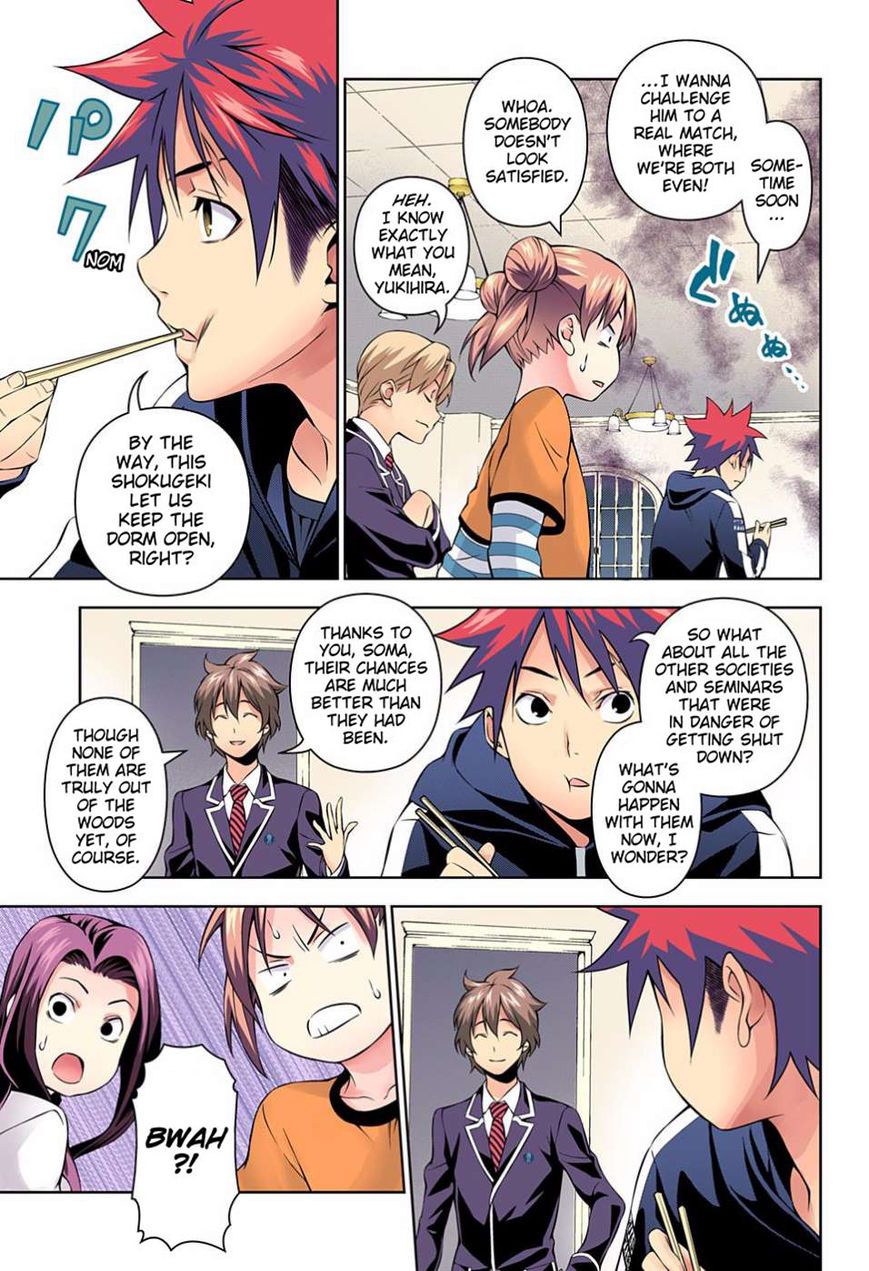 SOME-
TIME
SOON
...
...I WANNA
CHALLENGE
HIM TO A
REAL MATCH,
WHERE
WE'RE BOTH
EVEN!
WHOA.
SOMEBODY
DOESN'T
LOOK
SATISFIED.
HEH.
I KNOW
EXACTLY
WHAT YOU
MEAN,
YUKIHIRA.
どぬぬ…
パク
NOM
BY THE
WAY, THIS
SHOKUGEKI
LET US
KEEP THE
DORM OPEN,
RIGHT?
SO WHAT
ABOUT ALL THE
OTHER SOCIETIES
AND SEMINARS
THAT WERE
IN DANGER OF
GETTING SHUT
DOWN?
WHAT'S
GONNA
HAPPEN
WITH THEM
NOW, I
WONDER?
THANKS TO
YOU, SOMA,
THEIR CHANCES
ARE MUCH
BETTER THAN
THEY HAD
BEEN.
THOUGH
NONE OF
THEM ARE
TRULY OUT
OF THE
WOODS
YET, OF
COURSE.
BWAH
?!